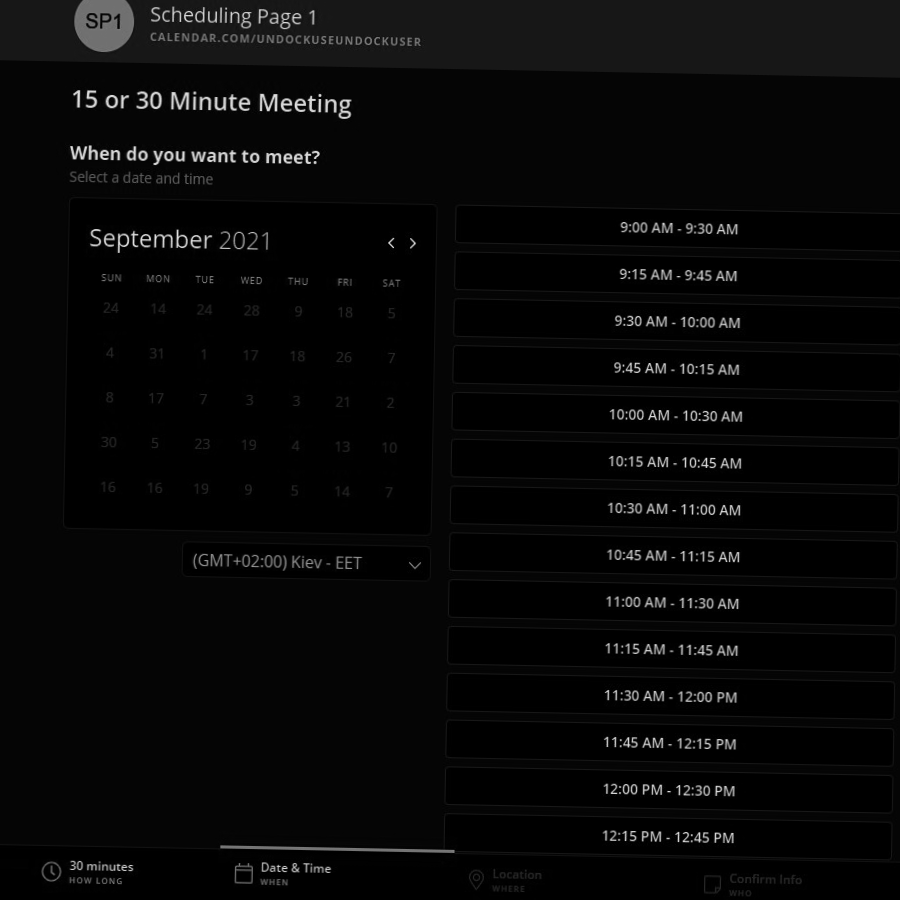 SP1
Scheduling Page 1
CALENDAR.COM/UNDOCKUSEUNDOCKUSER
15 or 30 Minute Meeting
When do you want to meet?
Select a date and time
September 2021
SUN MON TUE WED THU FRI SAT
24 14 24 28 9 18 5
4 31 1 17 18 26 7
8 17 7 3 3 21 2
30 5 23 19 4 13 10
16 16 19 9 5 14 7
(GMT+02:00) Kiev - EET
9:00 AM - 9:30 AM
9:15 AM - 9:45 AM
9:30 AM - 10:00 AM
9:45 AM - 10:15 AM
10:00 AM - 10:30 AM
10:15 AM - 10:45 AM
10:30 AM - 11:00 AM
10:45 AM - 11:15 AM
11:00 AM - 11:30 AM
11:15 AM - 11:45 AM
11:30 AM - 12:00 PM
11:45 AM - 12:15 PM
12:00 PM - 12:30 PM
12:15 PM - 12:45 PM
30 minutes
HOW LONG
Date & Time
WHEN
Location
WHERE
Confirm Info
WHO